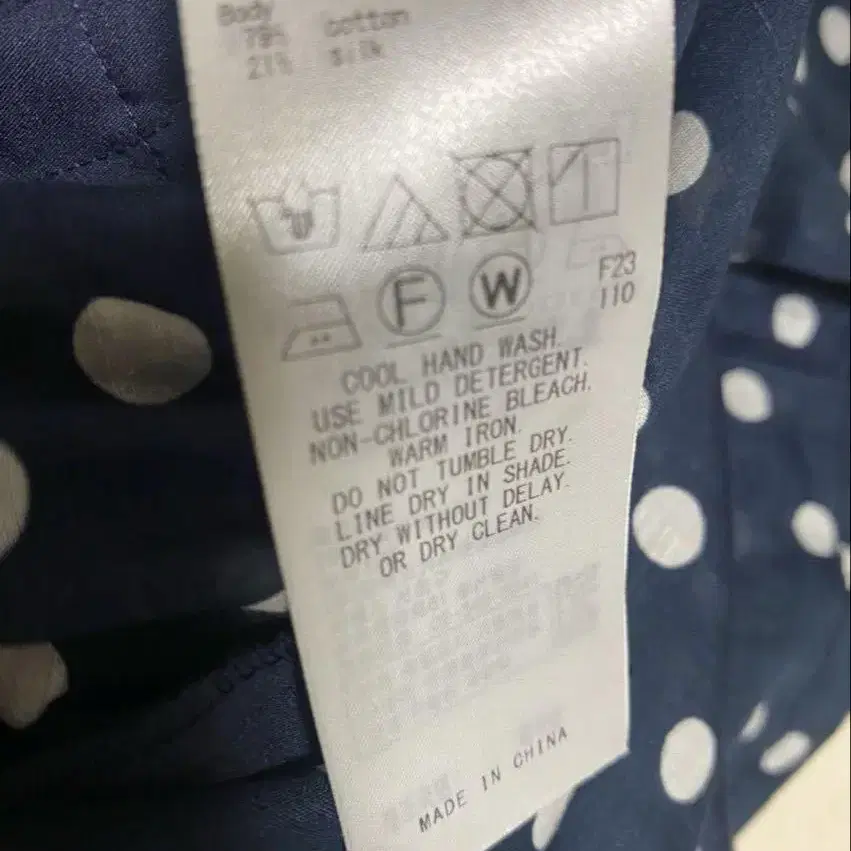 Body
79% cotton
21% silk
F W
F23
110
COOL HAND WASH.
USE MILD DETERGENT.
NON-CHLORINE BLEACH.
WARM IRON.
DO NOT TUMBLE DRY.
LINE DRY IN SHADE.
DRY WITHOUT DELAY.
OR DRY CLEAN.
MADE IN CHINA